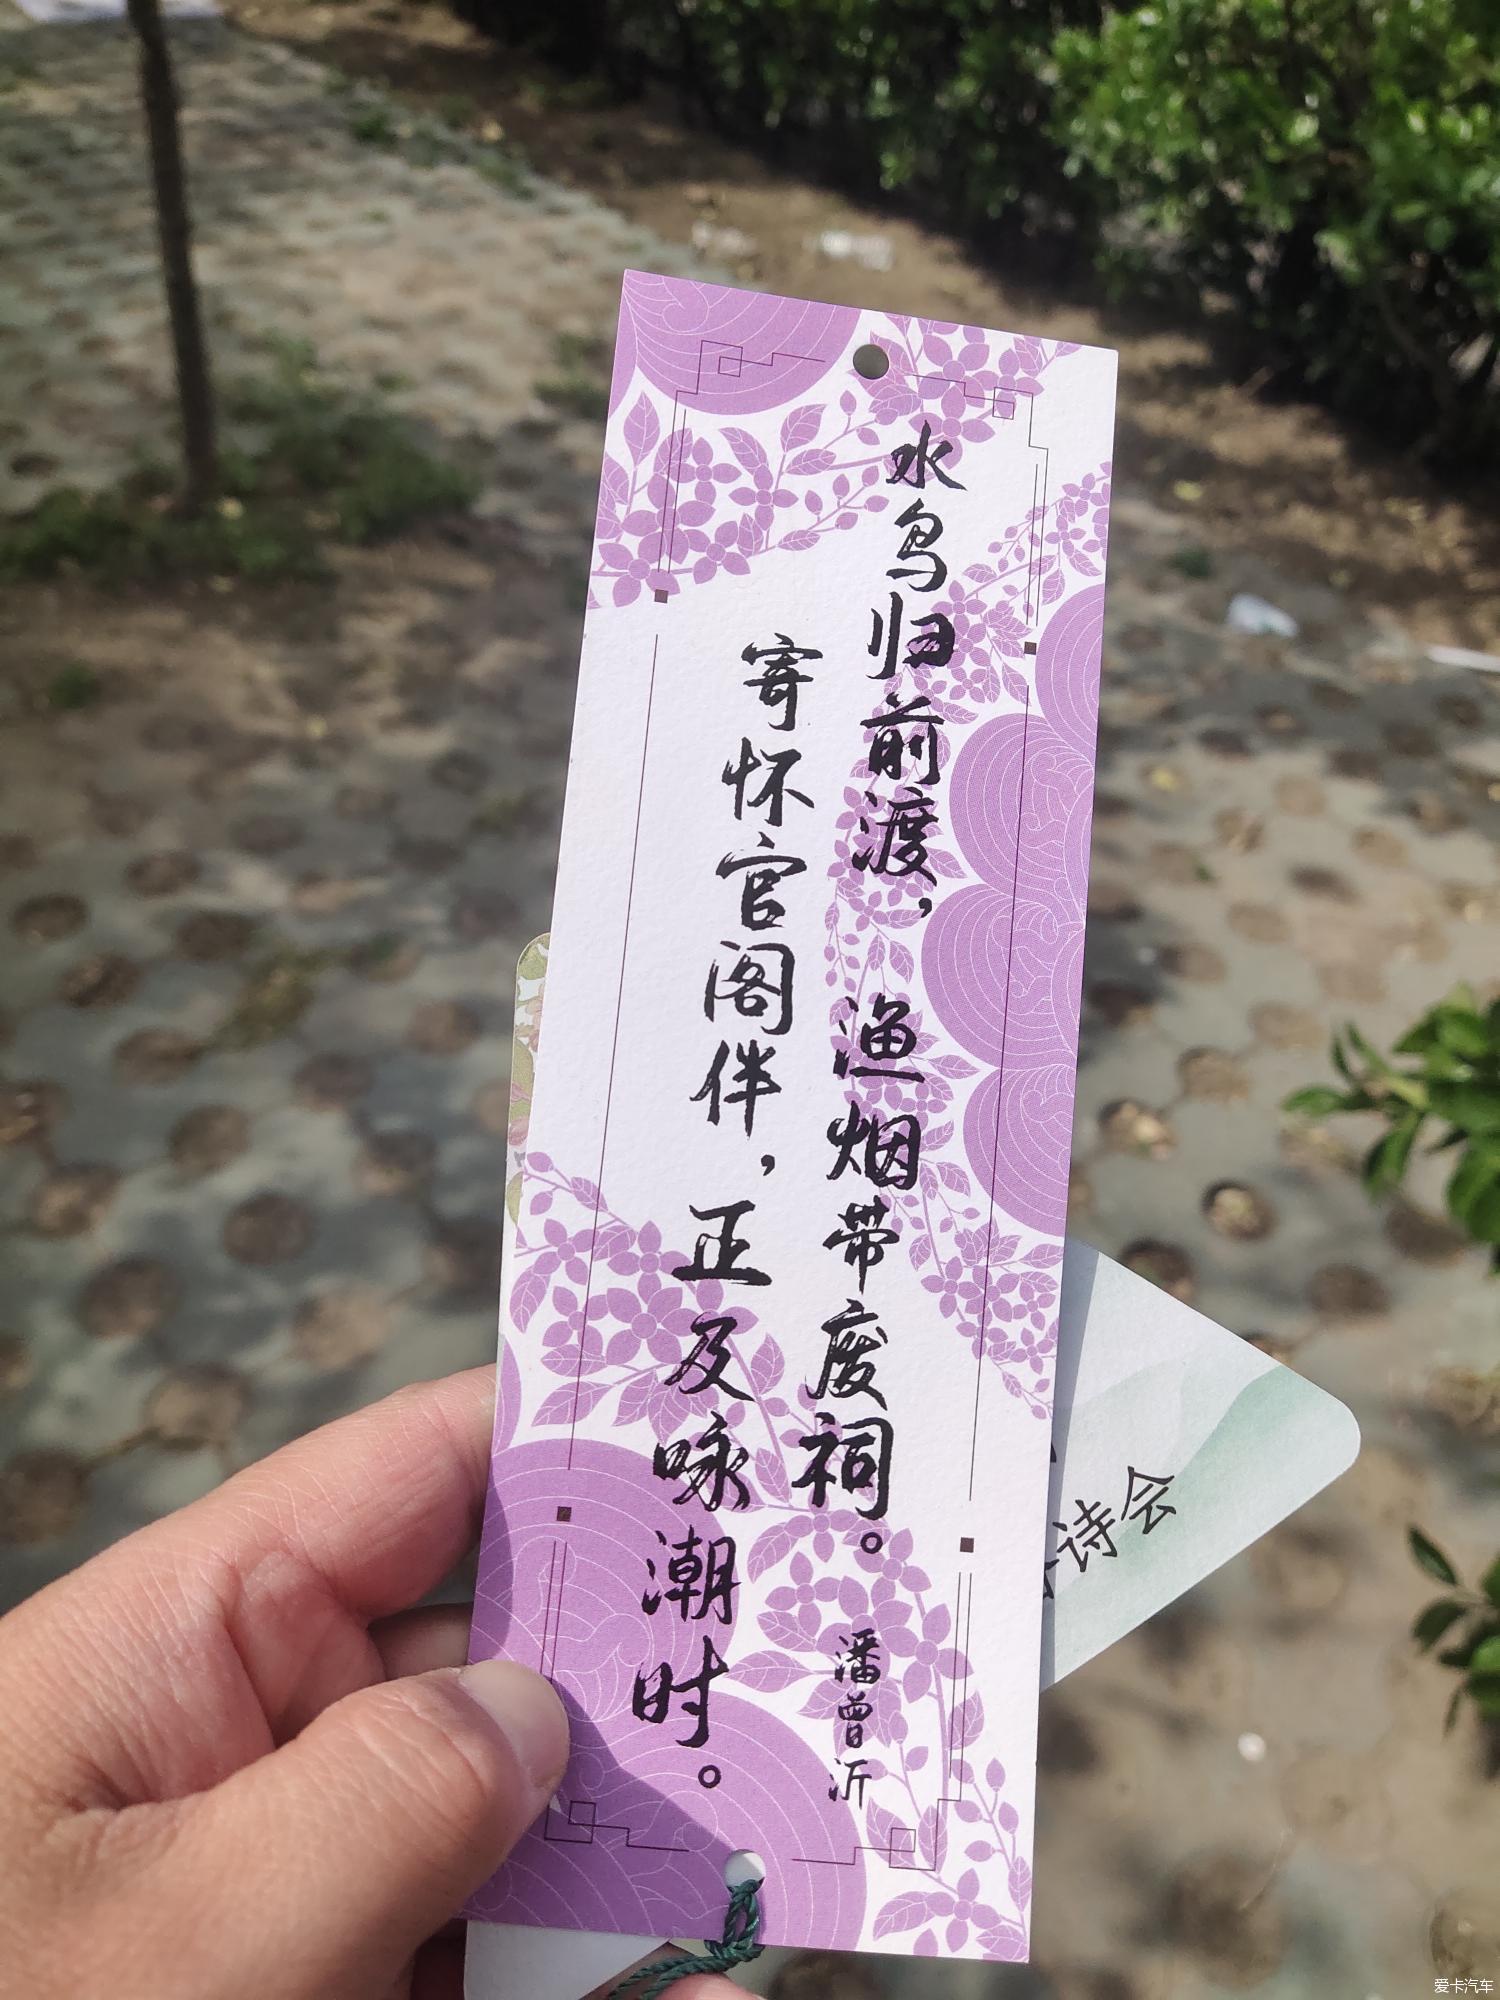 水鸟归前渡，渔烟带废祠。
寄怀官阁伴，正及咏潮时。
潘曾沂
诗会
爱卡汽车